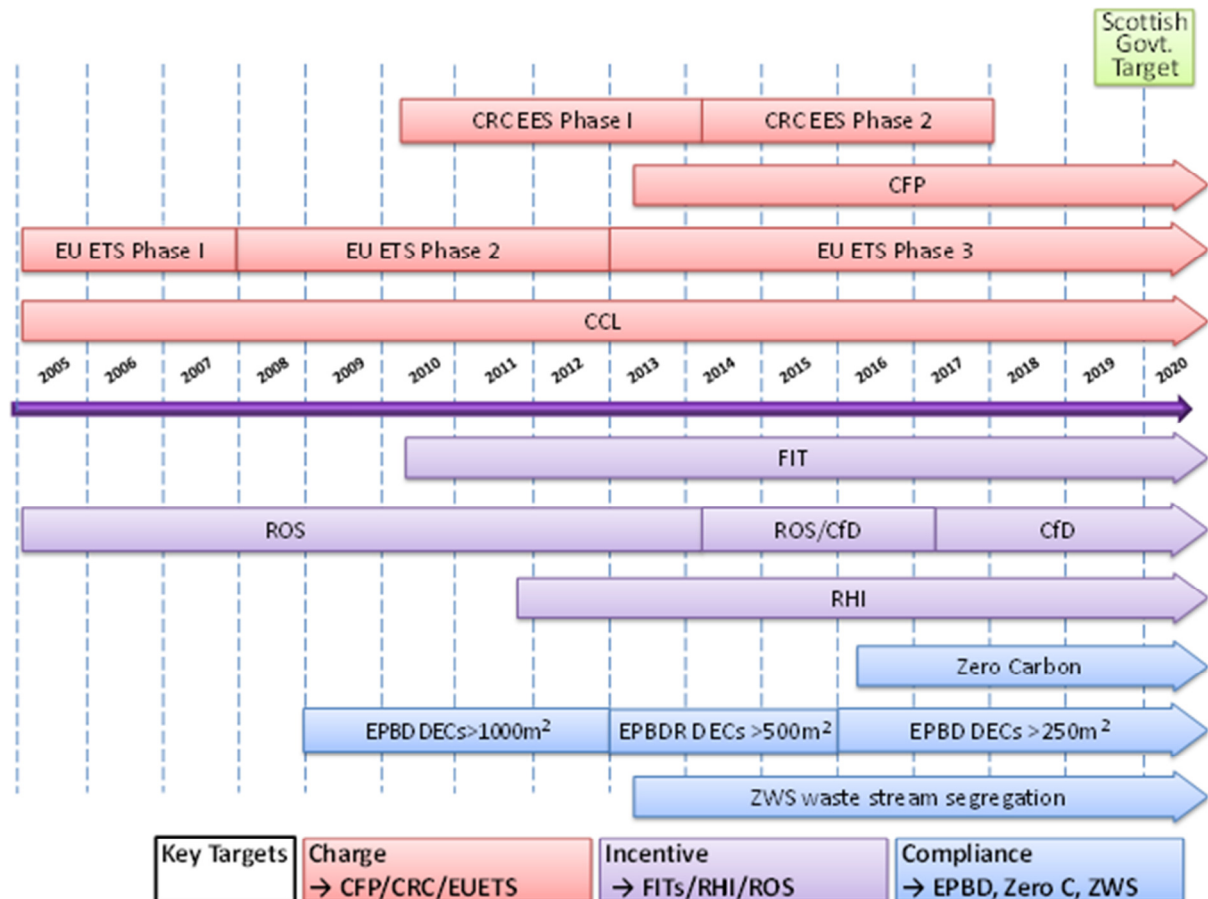 Scottish
Govt.
Target
CRC EES Phase I
CRC EES Phase 2
CFP
EU ETS Phase I
EU ETS Phase 2
EU ETS Phase 3
CCL
2005
2006
2007
2008
2009
2010
2011
2012
2013
2014
2015
2016
2017
2018
2019
2020
FIT
ROS
ROS/CfD
CfD
RHI
Zero Carbon
EPBD DECs>1000m²
EPBDR DECs >500m²
EPBD DECs >250m²
ZWS waste stream segregation
Key Targets
Charge
→ CFP/CRC/EUETS
Incentive
→ FITs/RHI/ROS
Compliance
→ EPBD, Zero C, ZWS